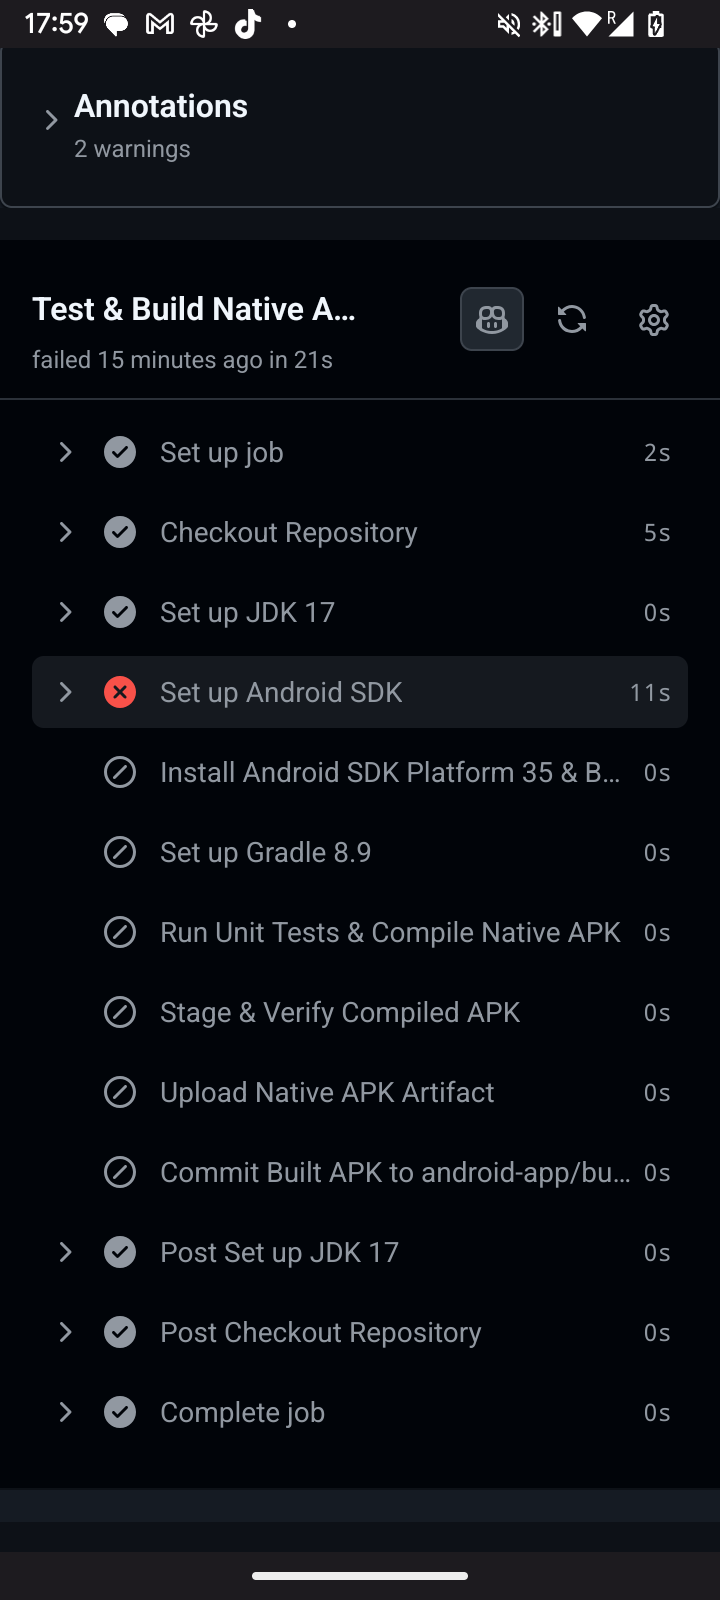 17:59
R
Annotations
2 warnings
Test & Build Native A...
failed 15 minutes ago in 21s
Set up job 2s
Checkout Repository 5s
Set up JDK 17 0s
Set up Android SDK 11s
Install Android SDK Platform 35 & B... 0s
Set up Gradle 8.9 0s
Run Unit Tests & Compile Native APK 0s
Stage & Verify Compiled APK 0s
Upload Native APK Artifact 0s
Commit Built APK to android-app/bu... 0s
Post Set up JDK 17 0s
Post Checkout Repository 0s
Complete job 0s